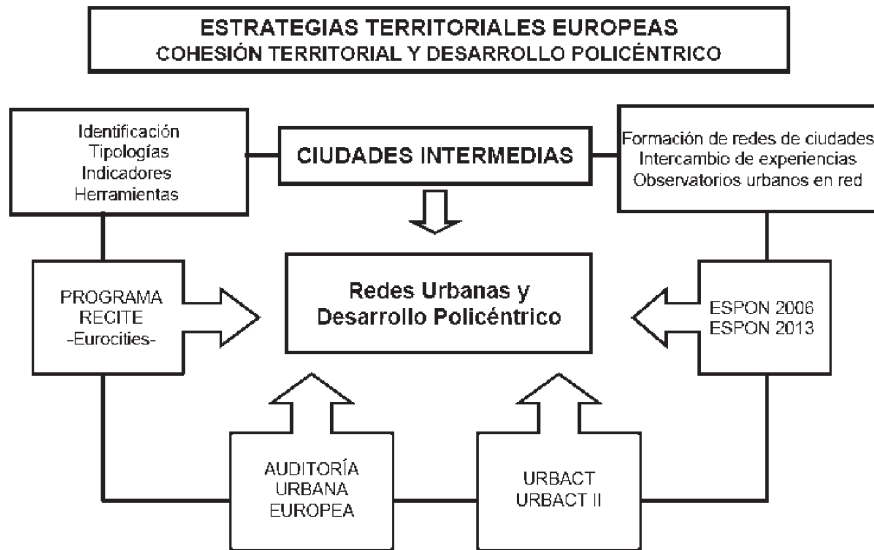 ESTRATEGIAS TERRITORIALES EUROPEAS
COHESIÓN TERRITORIAL Y DESARROLLO POLICÉNTRICO
Identificación
Tipologías
Indicadores
Herramientas
CIUDADES INTERMEDIAS
Formación de redes de ciudades
Intercambio de experiencias
Observatorios urbanos en red
PROGRAMA
RECITE
-Eurocities-
Redes Urbanas y
Desarrollo Policéntrico
ESPON 2006
ESPON 2013
AUDITORÍA
URBANA
EUROPEA
URBACT
URBACT II